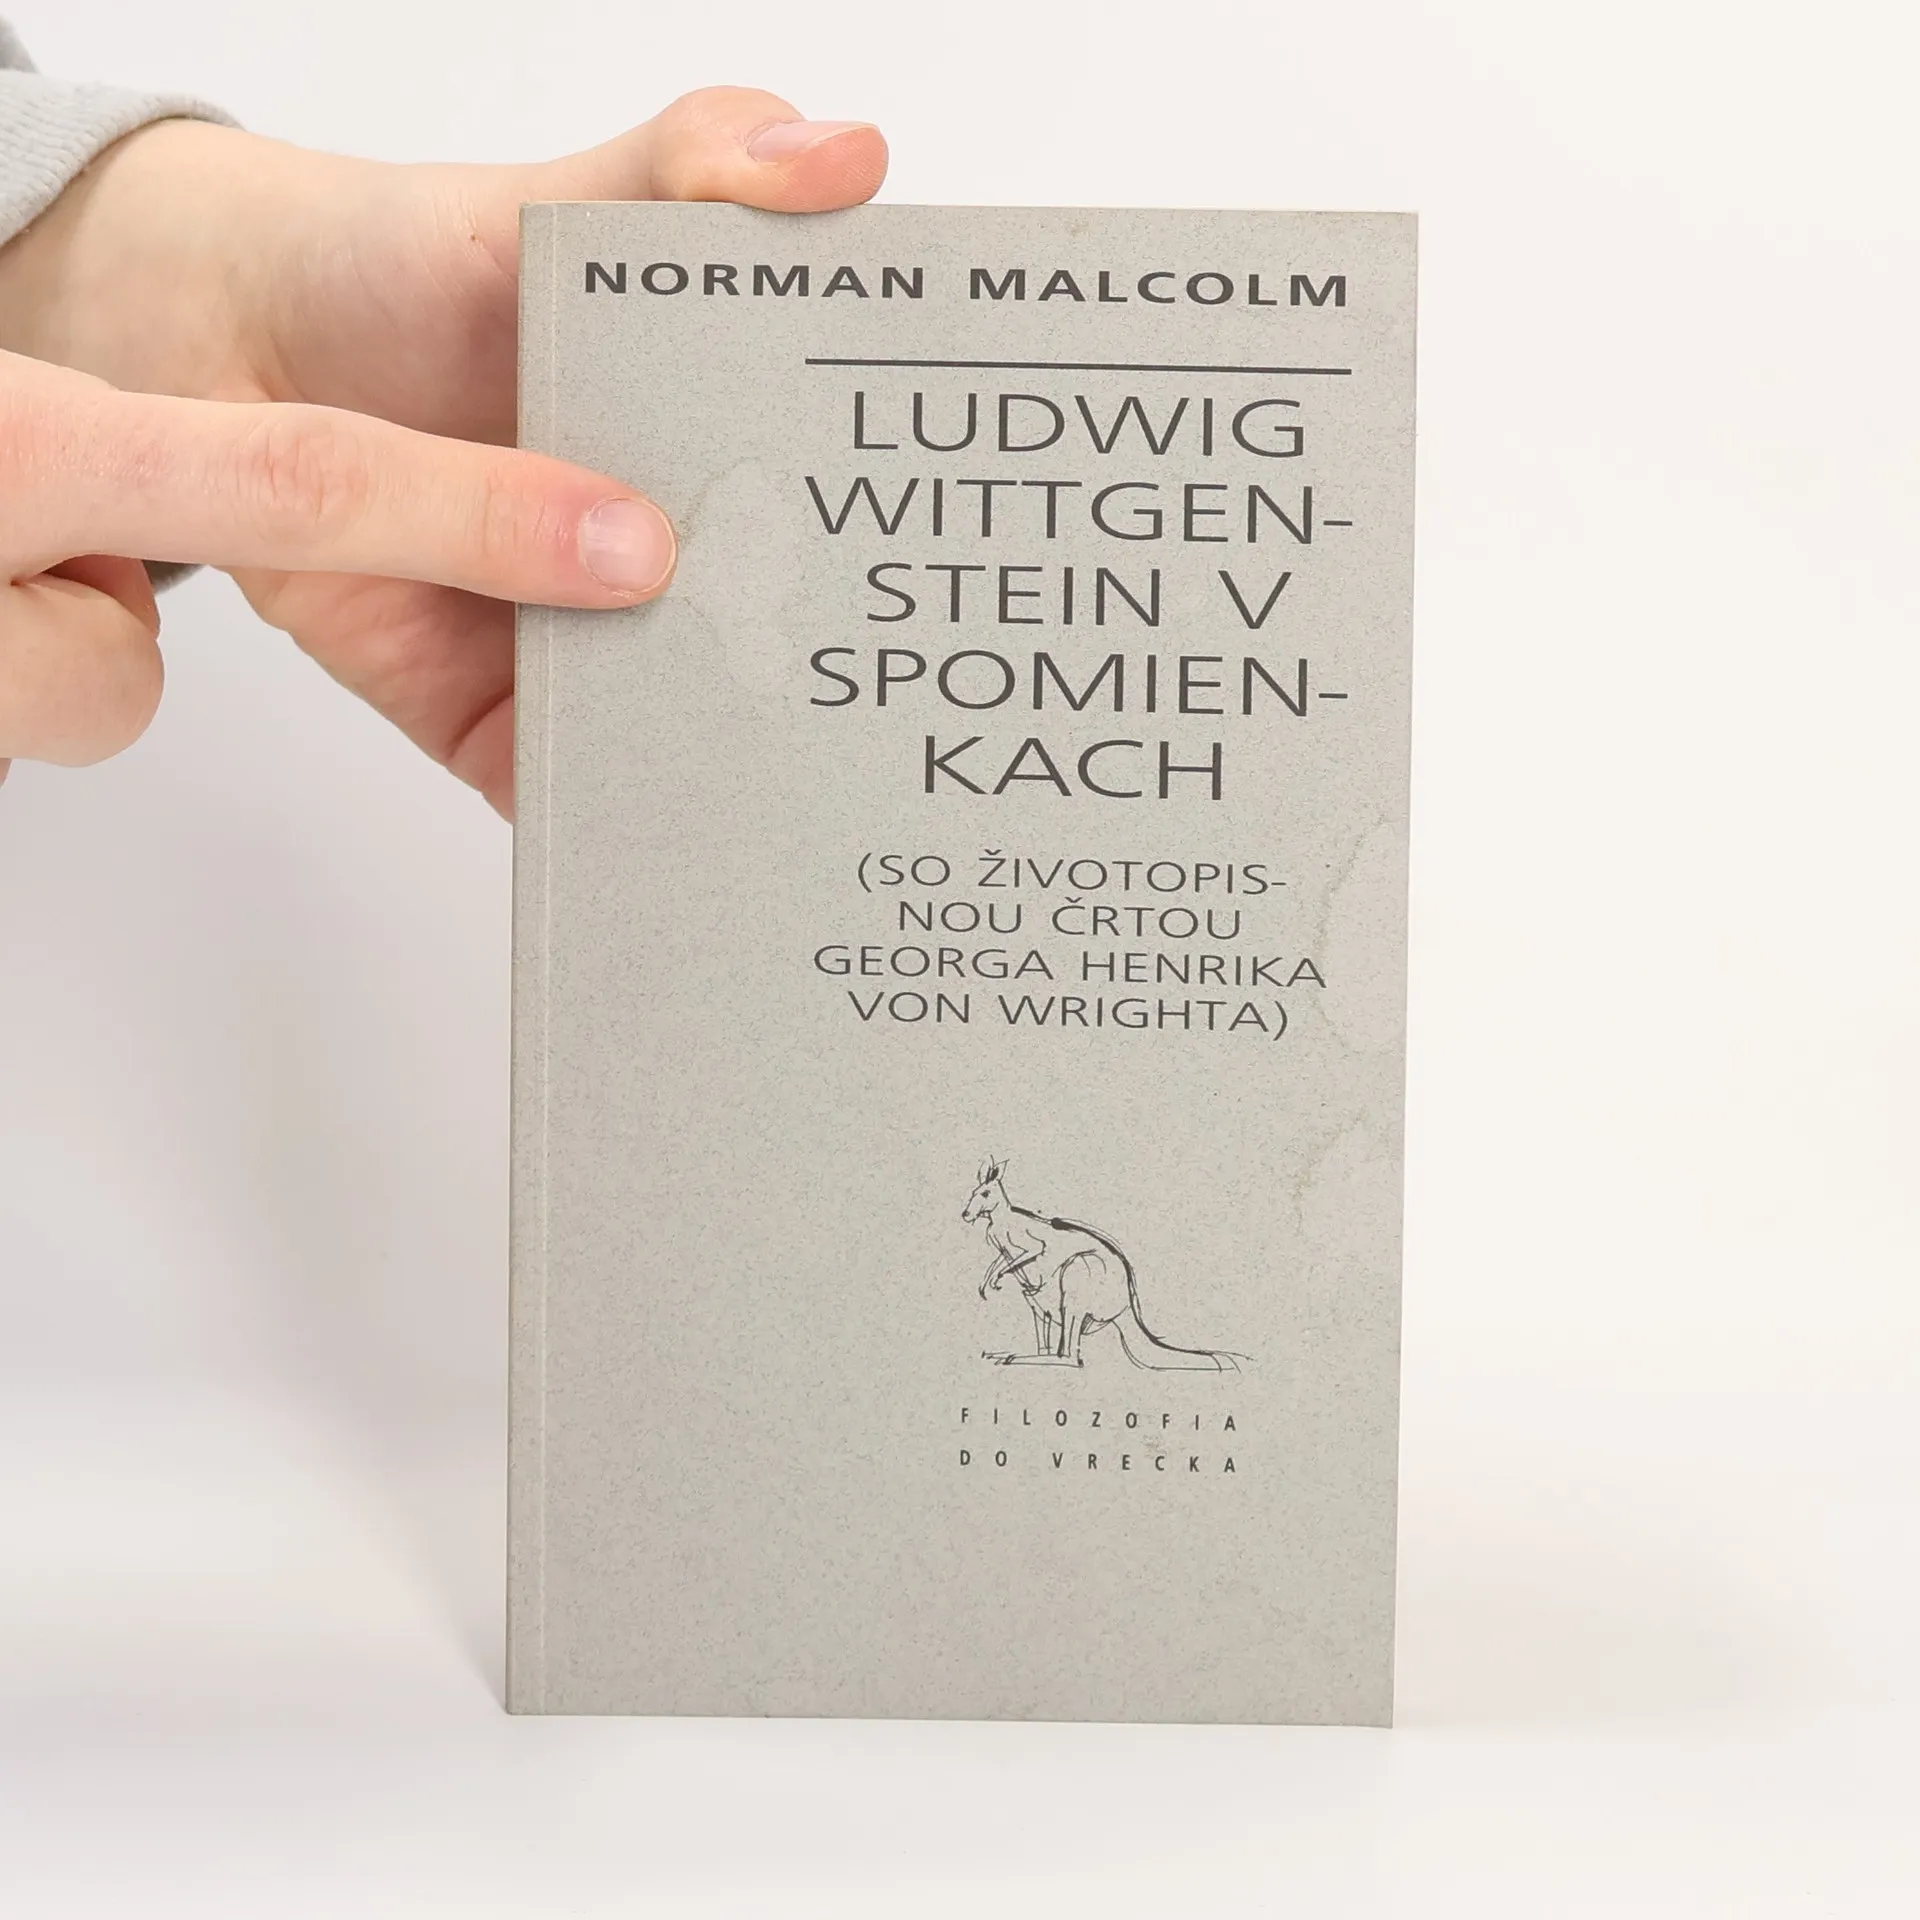 NORMAN MALCOLM
LUDWIG
WITTGEN-
STEIN V
SPOMIEN-
KACH
(SO ŽIVOTOPIS-
NOU ČRTOU
GEORGA HENRIKA
VON WRIGHTA)
FILOZOFIA
DO VRECKA